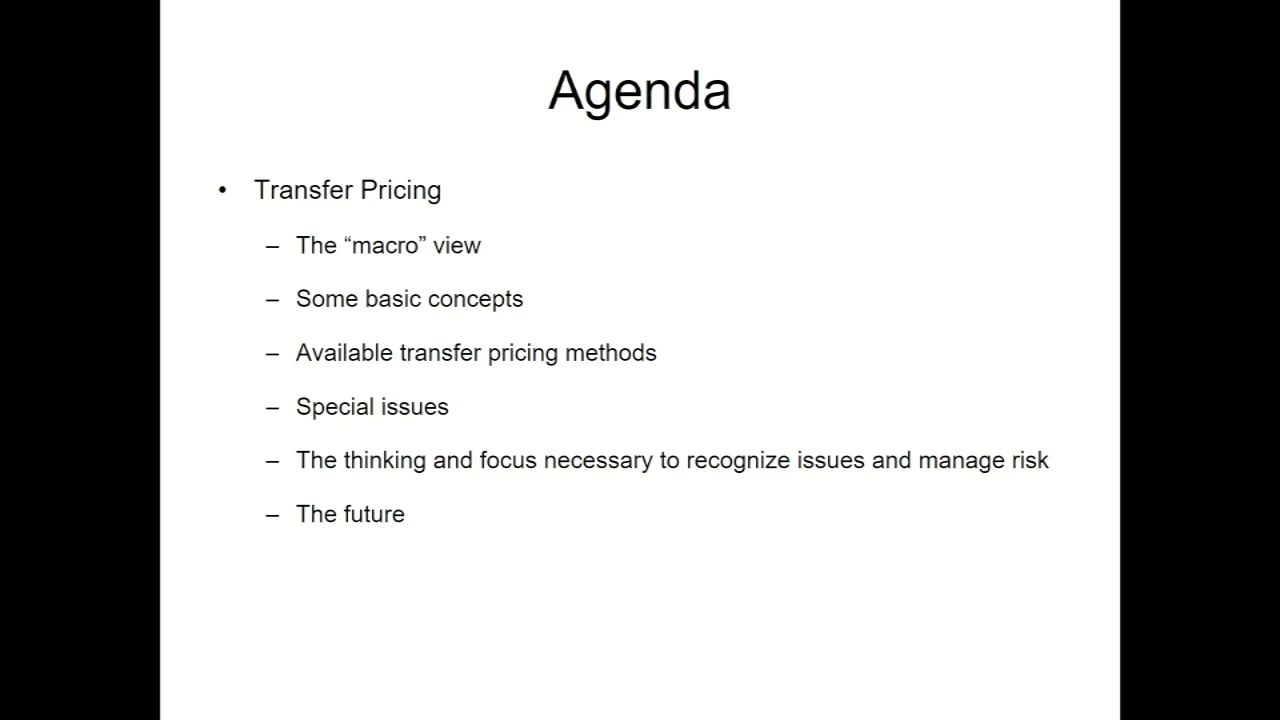 Agenda
• Transfer Pricing
– The “macro” view
– Some basic concepts
– Available transfer pricing methods
– Special issues
– The thinking and focus necessary to recognize issues and manage risk
– The future